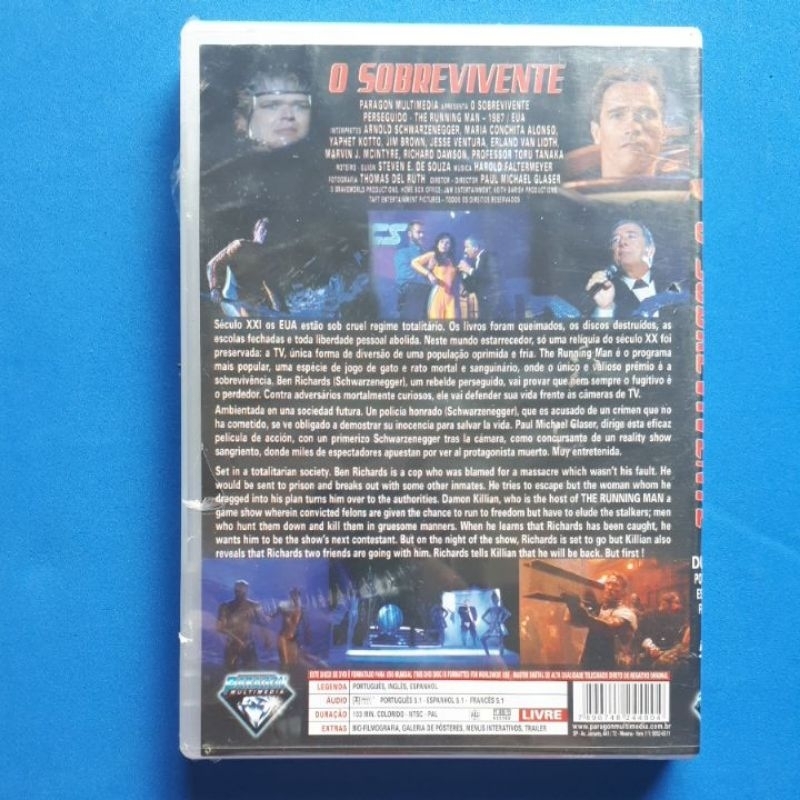 O SOBREVIVENTE
PARAGON MULTIMEDIA APRESENTA O SOBREVIVENTE
PERSEGUIDO - THE RUNNING MAN - 1987 / EUA
INTÉRPRETES ARNOLD SCHWARZENEGGER, MARIA CONCHITA ALONSO,
YAPHET KOTTO, JIM BROWN, JESSE VENTURA, ERLAND VAN LIDTH,
MARVIN J. MCINTYRE, RICHARD DAWSON, PROFESSOR TORU TANAKA
ROTEIRO - GUIÓN STEVEN E. DE SOUZA MÚSICA HAROLD FALTERMEYER
FOTOGRAFIA THOMAS DEL RUTH DIRETOR - DIRECTOR PAUL MICHAEL GLASER
TAFT ENTERTAINMENT PICTURES - TODOS OS DIREITOS RESERVADOS
CS
Século XXI os EUA estão sob cruel regime totalitário. Os livros foram queimados, os discos destruídos, as
escolas fechadas e toda liberdade pessoal abolida. Neste mundo estarrecedor, só uma relíquia do século XX foi
preservada: a TV, única forma de diversão de uma população oprimida e fria. The Running Man é o programa
mais popular, uma espécie de jogo de gato e rato mortal e sanguinário, onde o único e valioso prêmio é a
sobrevivência. Ben Richards (Schwarzenegger), um rebelde perseguido, vai provar que nem sempre o fugitivo é
o perdedor. Contra adversários mortalmente curiosos, ele vai defender sua vida frente às câmeras de TV.
Ambientada en una sociedad futura. Un policía honrado (Schwarzenegger), que es acusado de un crimen que no
ha cometido, se ve obligado a demostrar su inocencia para salvar la vida. Paul Michael Glaser, dirige esta eficaz
película de acción, con un primerizo Schwarzenegger tras la cámara, como concursante de un reality show
sangriento, donde miles de espectadores apuestan por ver al protagonista muerto. Muy entretenida.
Set in a totalitarian society. Ben Richards is a cop who was blamed for a massacre which wasn't his fault. He
would be sent to prison and breaks out with some other inmates. He tries to escape but the woman whom he
dragged into his plan turns him over to the authorities. Damon Killian, who is the host of THE RUNNING MAN a
game show wherein convicted felons are given the chance to run to freedom but have to elude the stalkers; men
who hunt them down and kill them in gruesome manners. When he learns that Richards has been caught, he
wants him to be the show's next contestant. But on the night of the show, Richards is set to go but Killian also
reveals that Richards two friends are going with him. Richards tells Killian that he will be back. But first !
PARAGON
MULTIMEDIA
LEGENDA PORTUGUÊS, INGLÊS, ESPANHOL
ÁUDIO PORTUGUÊS 5.1 - ESPANHOL 5.1 - FRANCÊS 5.1
DURAÇÃO 103 MIN. COLORIDO - NTSC - PAL
LIVRE
EXTRAS BIO-FILMOGRAFIA, GALERIA DE PÔSTERES, MENUS INTERATIVOS, TRAILER
7 890748 244804
www.paragonmultimedia.com